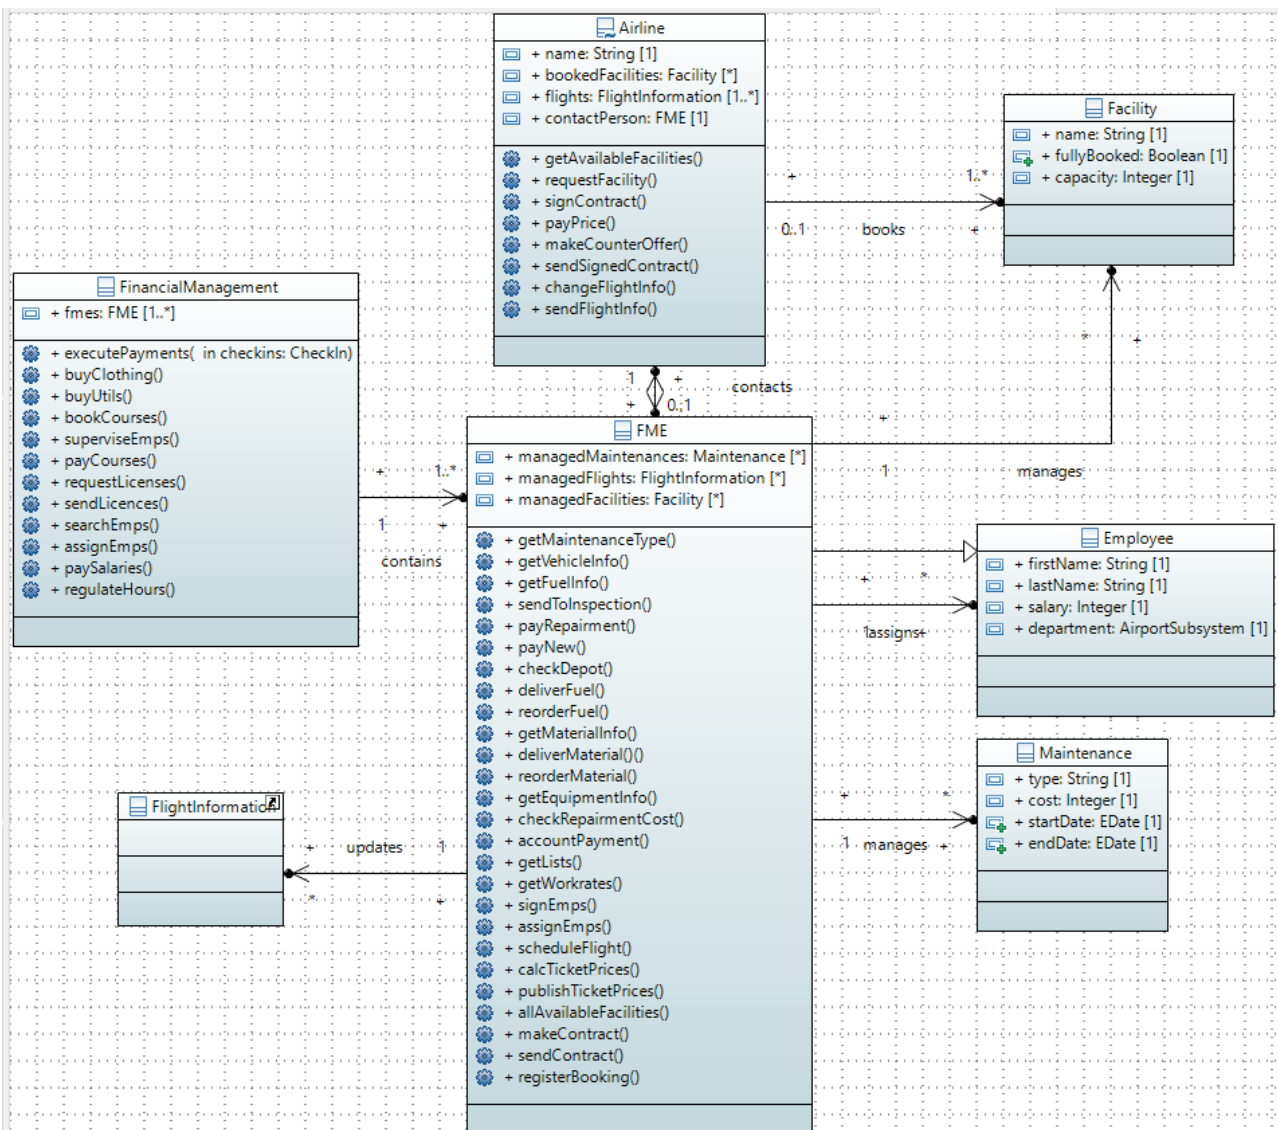 Airline
+ name: String [1]
+ bookedFacilities: Facility [*]
+ flights: FlightInformation [1..*]
+ contactPerson: FME [1]
+ getAvailableFacilities()
+ requestFacility()
+ signContract()
+ payPrice()
+ makeCounterOffer()
+ sendSignedContract()
+ changeFlightInfo()
+ sendFlightInfo()
+
1..*
0..1
books
+
Facility
+ name: String [1]
+ fullyBooked: Boolean [1]
+ capacity: Integer [1]
FinancialManagement
+ fmes: FME [1..*]
+ executePayments( in checkins: CheckIn)
+ buyClothing()
+ buyUtils()
+ bookCourses()
+ superviseEmps()
+ payCourses()
+ requestLicenses()
+ sendLicences()
+ searchEmps()
+ assignEmps()
+ paySalaries()
+ regulateHours()
1
+
contacts
+
0..1
*
+
+
1
manages
+
1..*
1
+
contains
FME
+ managedMaintenances: Maintenance [*]
+ managedFlights: FlightInformation [*]
+ managedFacilities: Facility [*]
+ getMaintenanceType()
+ getVehicleInfo()
+ getFuelInfo()
+ sendToInspection()
+ payRepairment()
+ payNew()
+ checkDepot()
+ deliverFuel()
+ reorderFuel()
+ getMaterialInfo()
+ deliverMaterial()()
+ reorderMaterial()
+ getEquipmentInfo()
+ checkRepairmentCost()
+ accountPayment()
+ getLists()
+ getWorkrates()
+ signEmps()
+ assignEmps()
+ scheduleFlight()
+ calcTicketPrices()
+ publishTicketPrices()
+ allAvailableFacilities()
+ makeContract()
+ sendContract()
+ registerBooking()
Employee
+ firstName: String [1]
+ lastName: String [1]
+ salary: Integer [1]
+ department: AirportSubsystem [1]
+
*
1assigns+
Maintenance
+ type: String [1]
+ cost: Integer [1]
+ startDate: EDate [1]
+ endDate: EDate [1]
+
*
1
manages
+
FlightInformation
+
updates
1
*
+